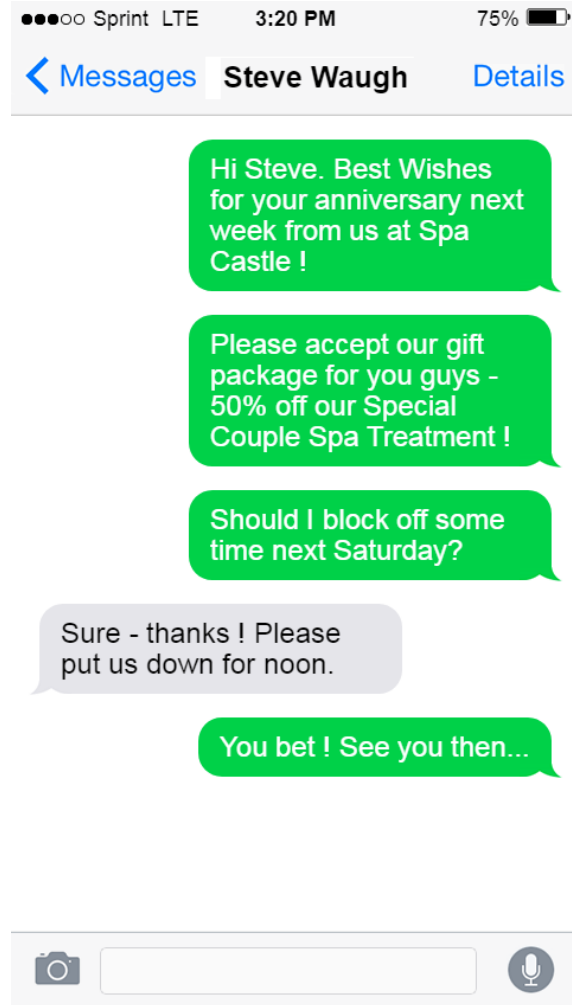 Sprint LTE 3:20 PM 75%
Messages Steve Waugh Details
Hi Steve. Best Wishes
for your anniversary next
week from us at Spa
Castle !
Please accept our gift
package for you guys -
50% off our Special
Couple Spa Treatment !
Should I block off some
time next Saturday?
Sure - thanks ! Please
put us down for noon.
You bet ! See you then...